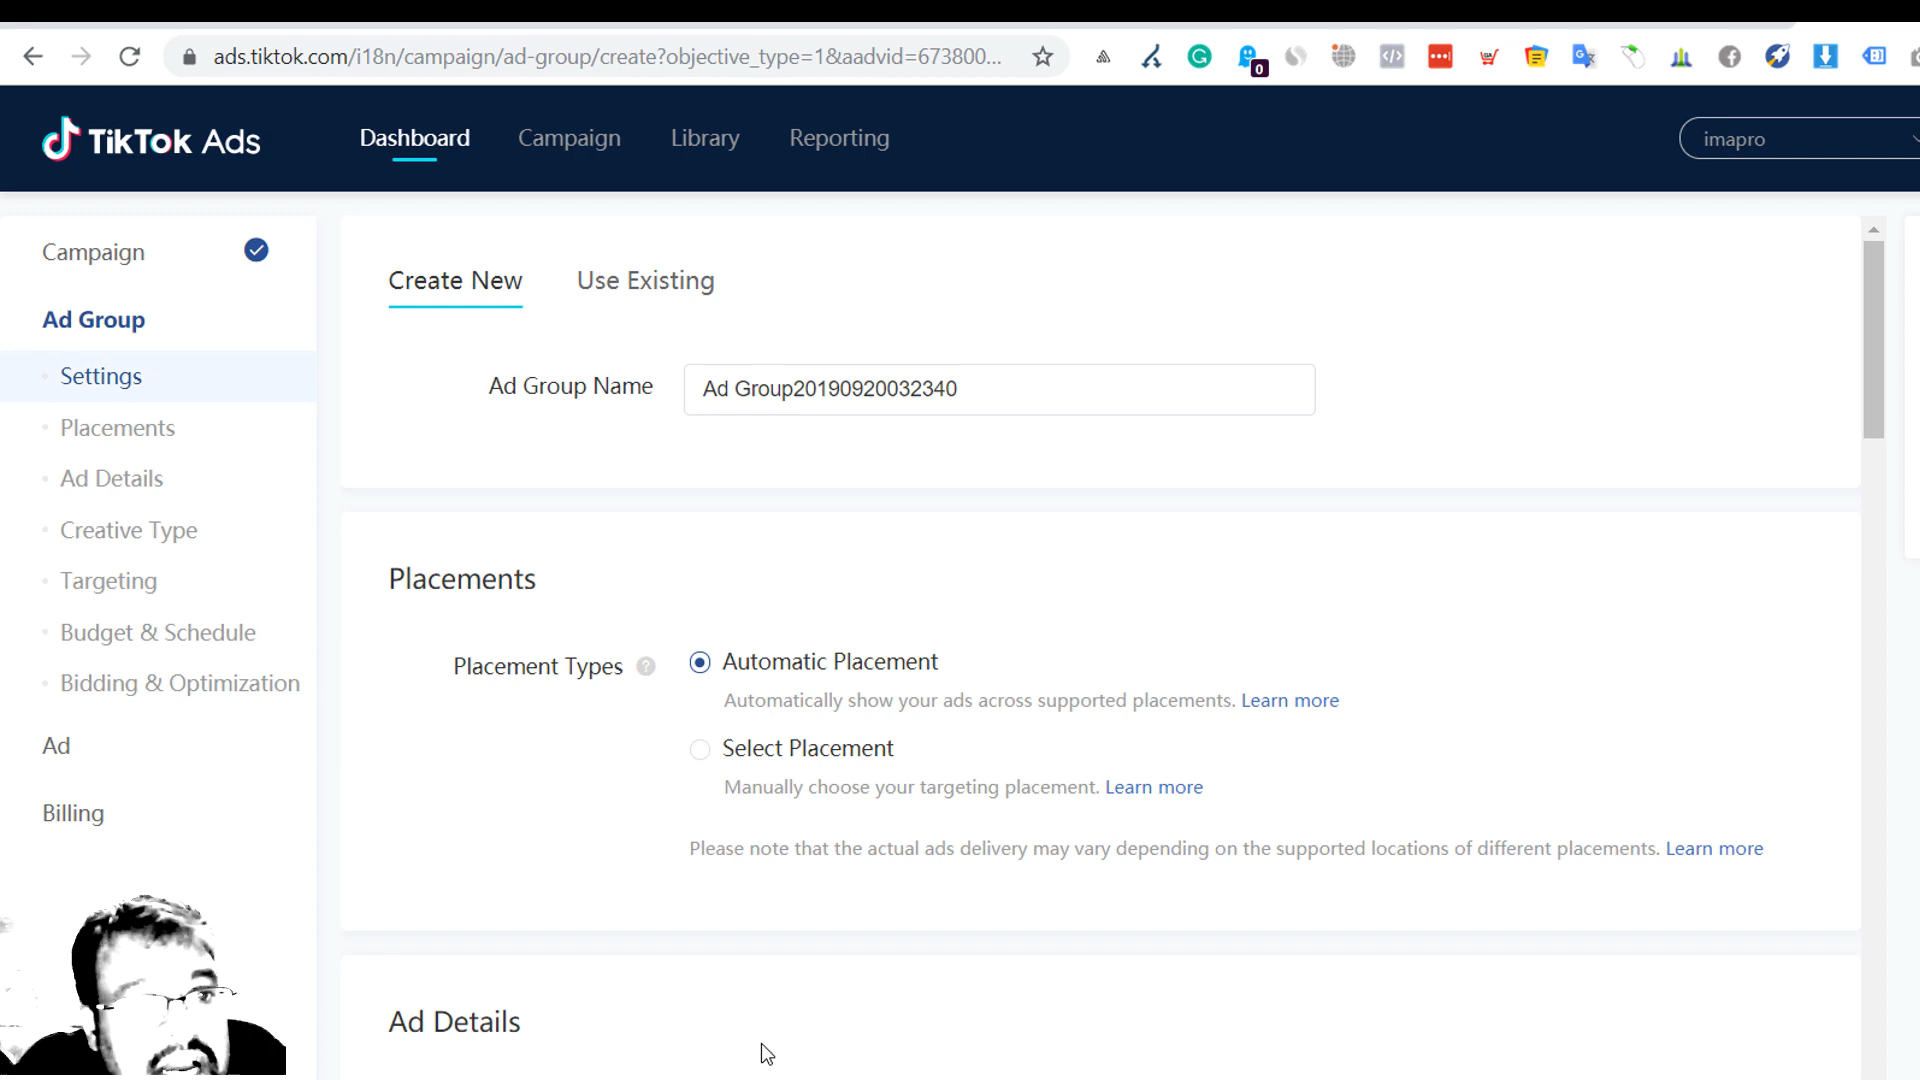 ads.tiktok.com/i18n/campaign/ad-group/create?objective_type=1&aadvid=673800...
0
TikTok Ads
Dashboard
Campaign
Library
Reporting
imapro
Campaign
Ad Group
Settings
Placements
Ad Details
Creative Type
Targeting
Budget & Schedule
Bidding & Optimization
Ad
Billing
Create New
Use Existing
Ad Group Name
Ad Group20190920032340
Placements
Placement Types ?
Automatic Placement
Automatically show your ads across supported placements. Learn more
Select Placement
Manually choose your targeting placement. Learn more
Please note that the actual ads delivery may vary depending on the supported locations of different placements. Learn more
Ad Details